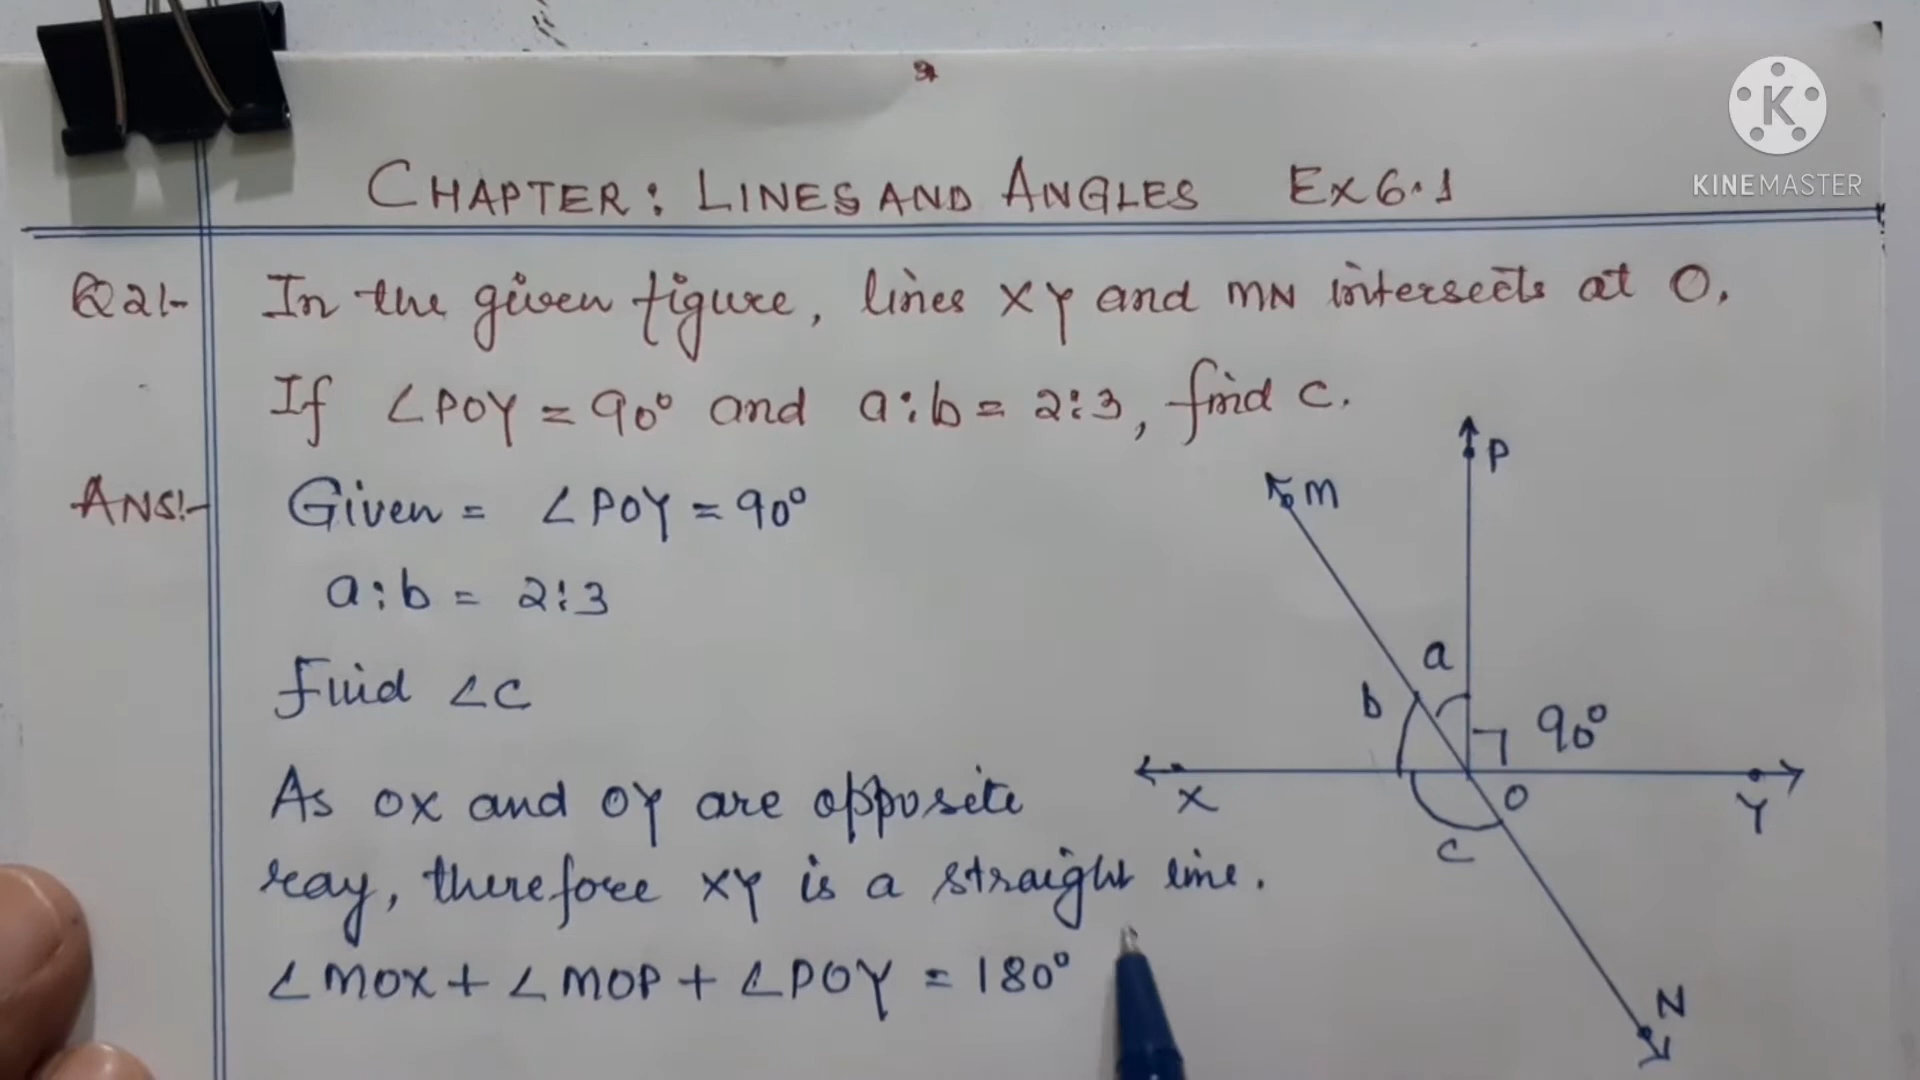 K
KINEMASTER
CHAPTER: LINES AND ANGLES EX 6.1
Q2:- In the given figure, lines XY and MN intersects at O.
If ∠POY = 90° and a:b = 2:3, find c.
ANS:- Given = ∠POY = 90°
a:b = 2:3
Find ∠C
As OX and OY are opposite
ray, therefore XY is a straight line.
∠MOX + ∠MOP + ∠POY = 180°
P
M
a
b
90°
X
O
Y
c
N